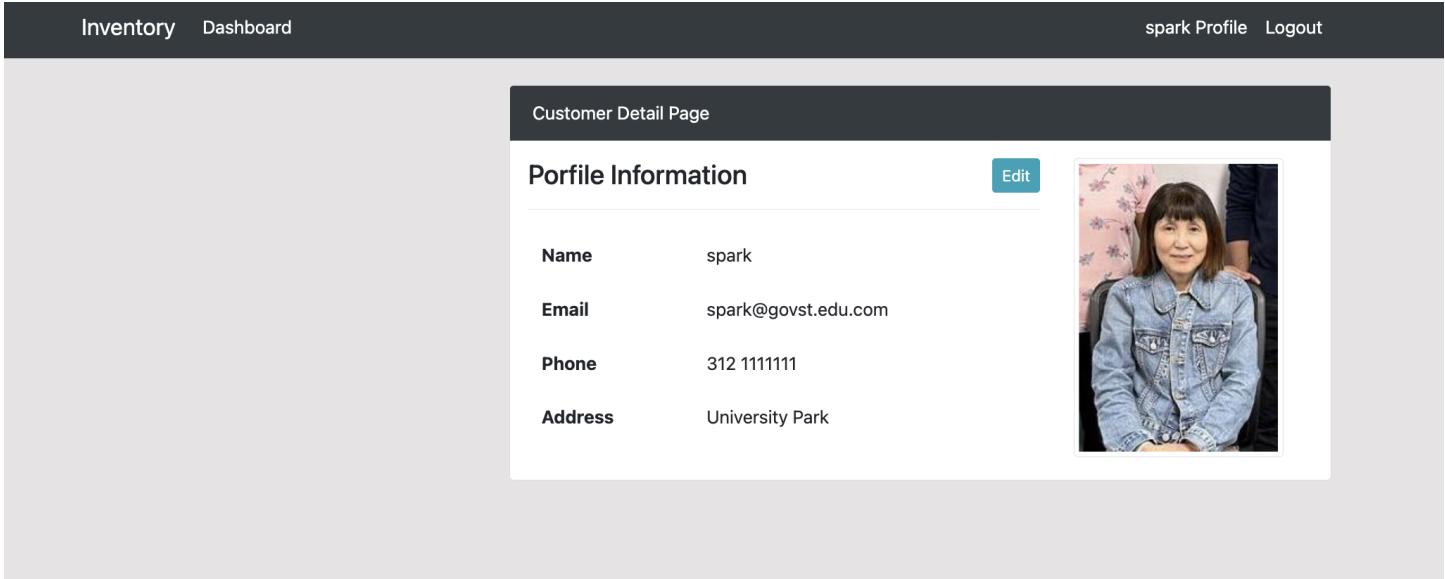 Inventory Dashboard spark Profile Logout
Customer Detail Page
Porfile Information Edit
Name spark
Email spark@govst.edu.com
Phone 312 1111111
Address University Park